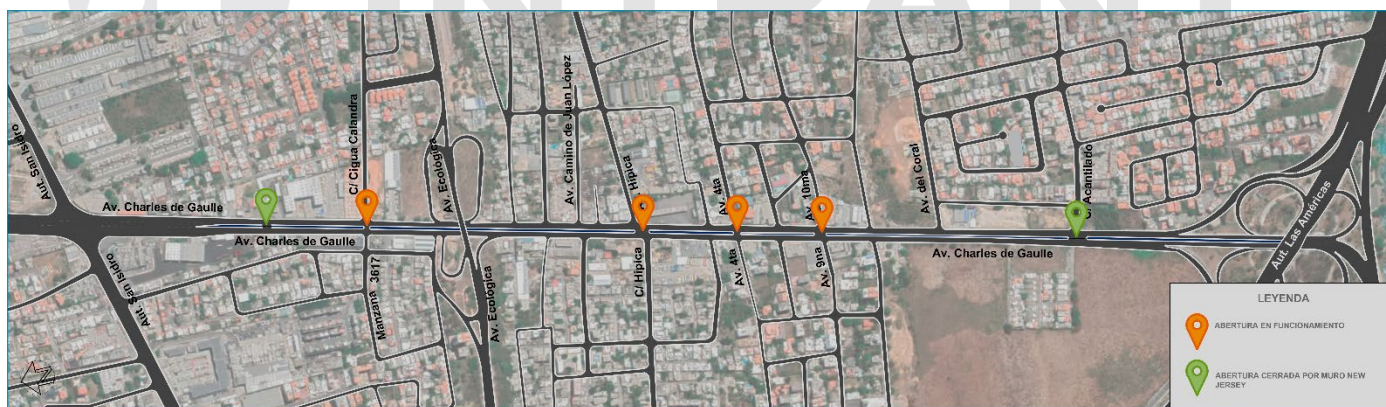 INTRANT
Aut. San Isidro
Av. Charles de Gaulle
Av. Charles de Gaulle
Aut. San Isidro
C/ Cigua Calandra
Manzana 3617
Av. Ecológica
Av. Ecológica
Av. Camino de Juan López
Hípica
C/ Hípica
Av. 4ta
Av. 4ta
Av. 10ma
Av. 9na
Av. del Coral
Av. Charles de Gaulle
C/ Acantilado
Aut. Las Américas
LEYENDA
ABERTURA EN FUNCIONAMIENTO
ABERTURA CERRADA POR MURO NEW
JERSEY